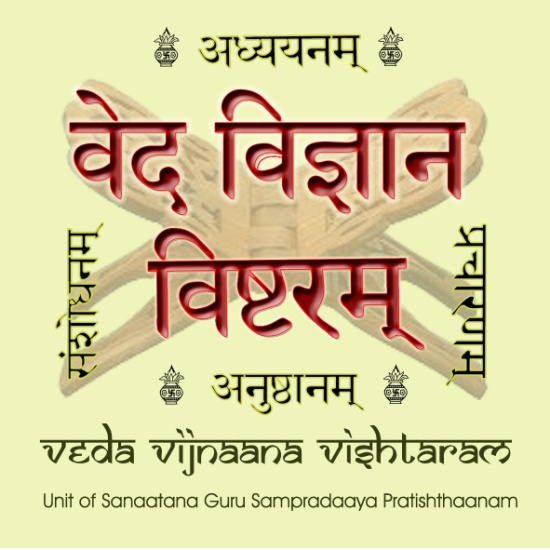 अध्ययनम्
वेद विज्ञान
विष्टरम्
संशोधनम्
प्रचारणम्
अनुष्ठानम्
veda vijnaana vishtaram
Unit of Sanaatana Guru Sampradaaya Pratishthaanam